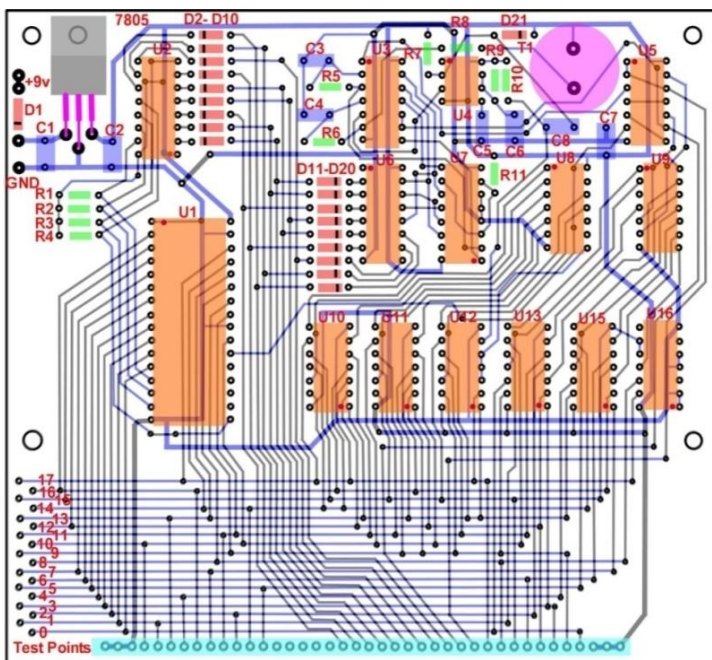 7805 D2- D10 D21
U2 C3 U3 R8 T1 U5
R7 R9
+9v R5 R10
D1 C4 U4
C1 C2 R6 C5 C6 C8 C7
GND D11-D20 U6 U7 U8 U9
R11
R1
R2
R3
R4
U1
U10 U11 U12 U13 U15 U16
17
16
15
14
13
12
11
10
9
8
7
6
5
4
3
2
1
0
Test Points